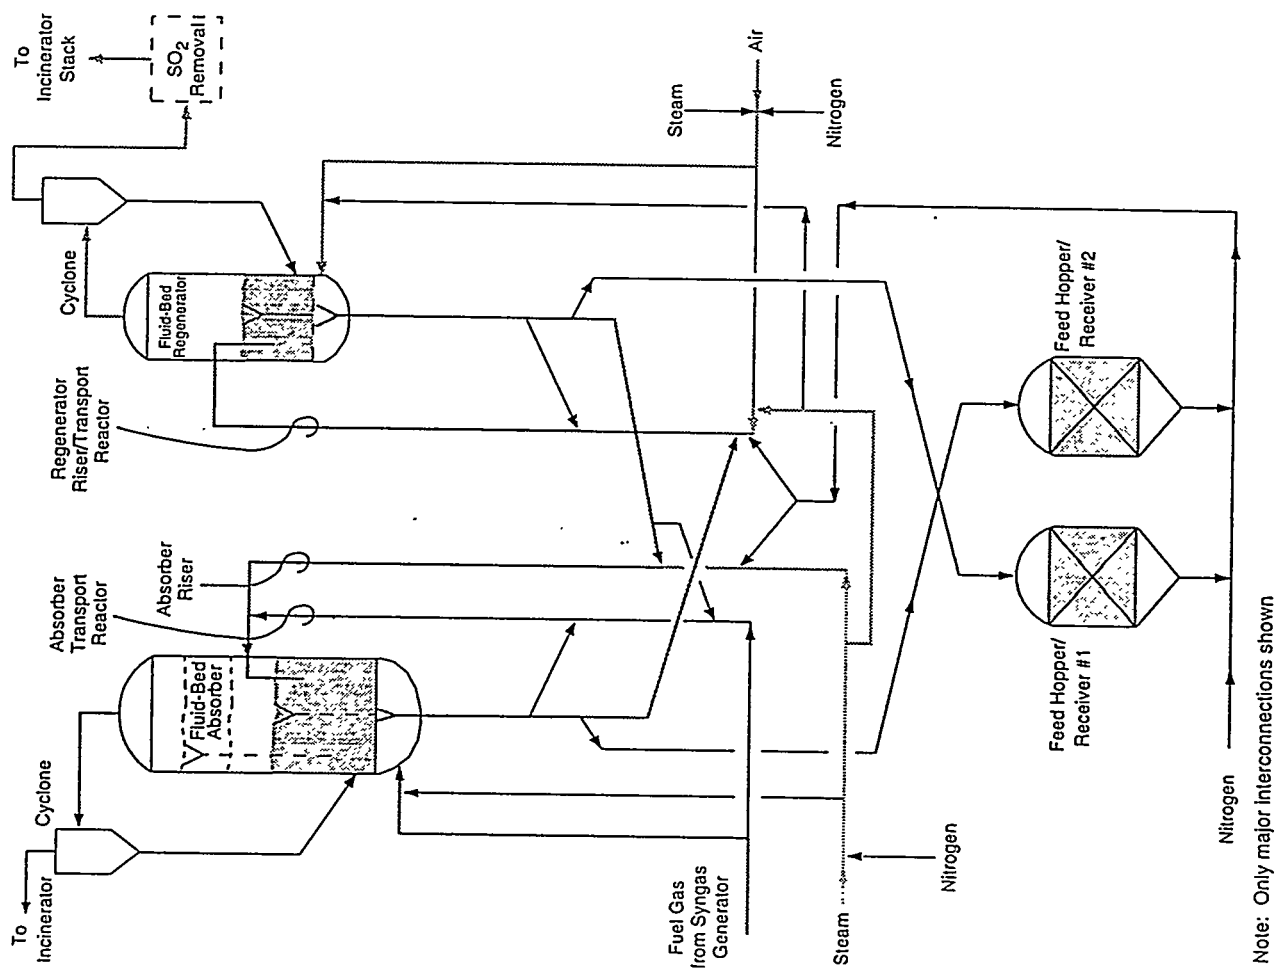 To
Incinerator
Cyclone
Fluid-Bed
Absorber
Absorber
Transport
Reactor
Absorber
Riser
Regenerator
Riser/Transport
Reactor
Cyclone
Fluid-Bed
Regenerator
To
Incinerator
Stack
SO2
Removal
Fuel Gas
from Syngas
Generator
Steam
Nitrogen
Steam
Air
Nitrogen
Feed Hopper/
Receiver #1
Feed Hopper/
Receiver #2
Nitrogen
Note: Only major interconnections shown